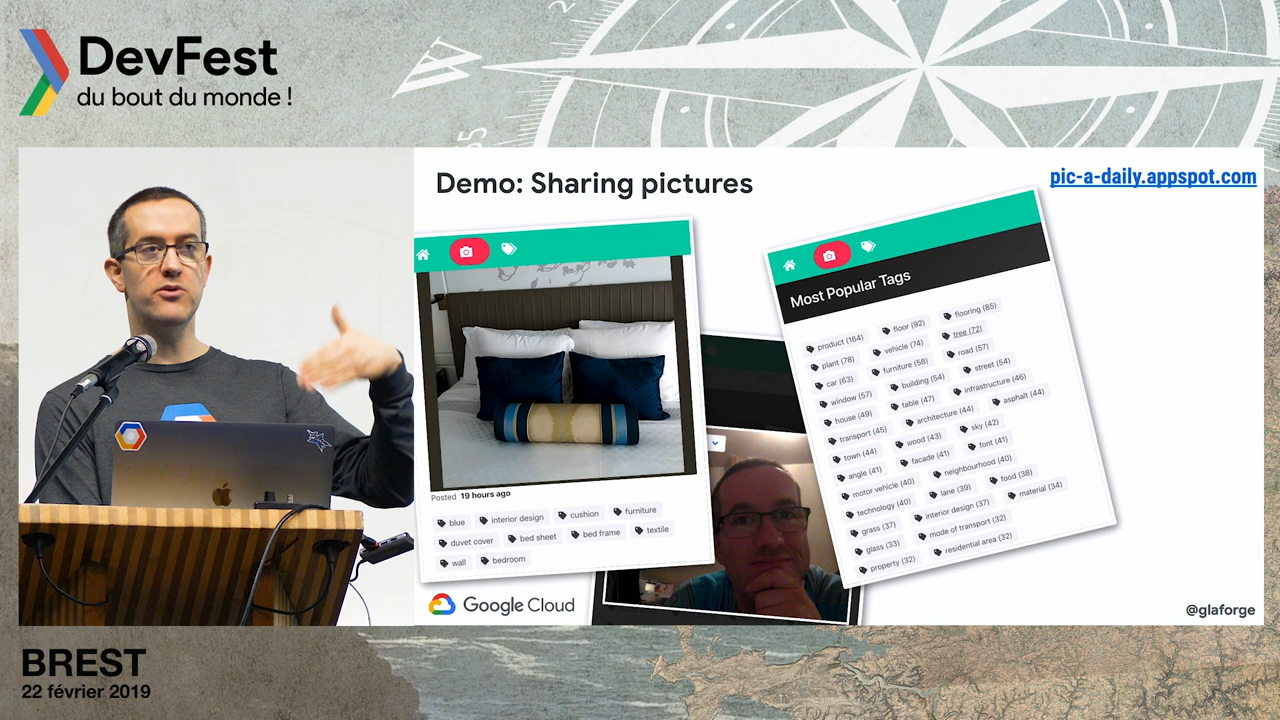 DevFest
du bout du monde !
W
Demo: Sharing pictures
pic-a-daily.appspot.com
Posted 19 hours ago
blue interior design cushion furniture
duvet cover bed sheet bed frame textile
wall bedroom
Most Popular Tags
product (164) floor (92) flooring (85)
plant (78) vehicle (74) tree (72)
car (63) furniture (58) road (57)
window (57) building (54) street (54)
house (49) table (47) infrastructure (46)
transport (45) architecture (44) asphalt (44)
town (44) wood (43) sky (42)
angle (41) facade (41) font (41)
motor vehicle (40) neighbourhood (40)
technology (40) lane (39) food (38)
grass (37) interior design (37) material (34)
glass (33) mode of transport (32)
property (32) residential area (32)
Google Cloud
@glaforge
BREST
22 février 2019